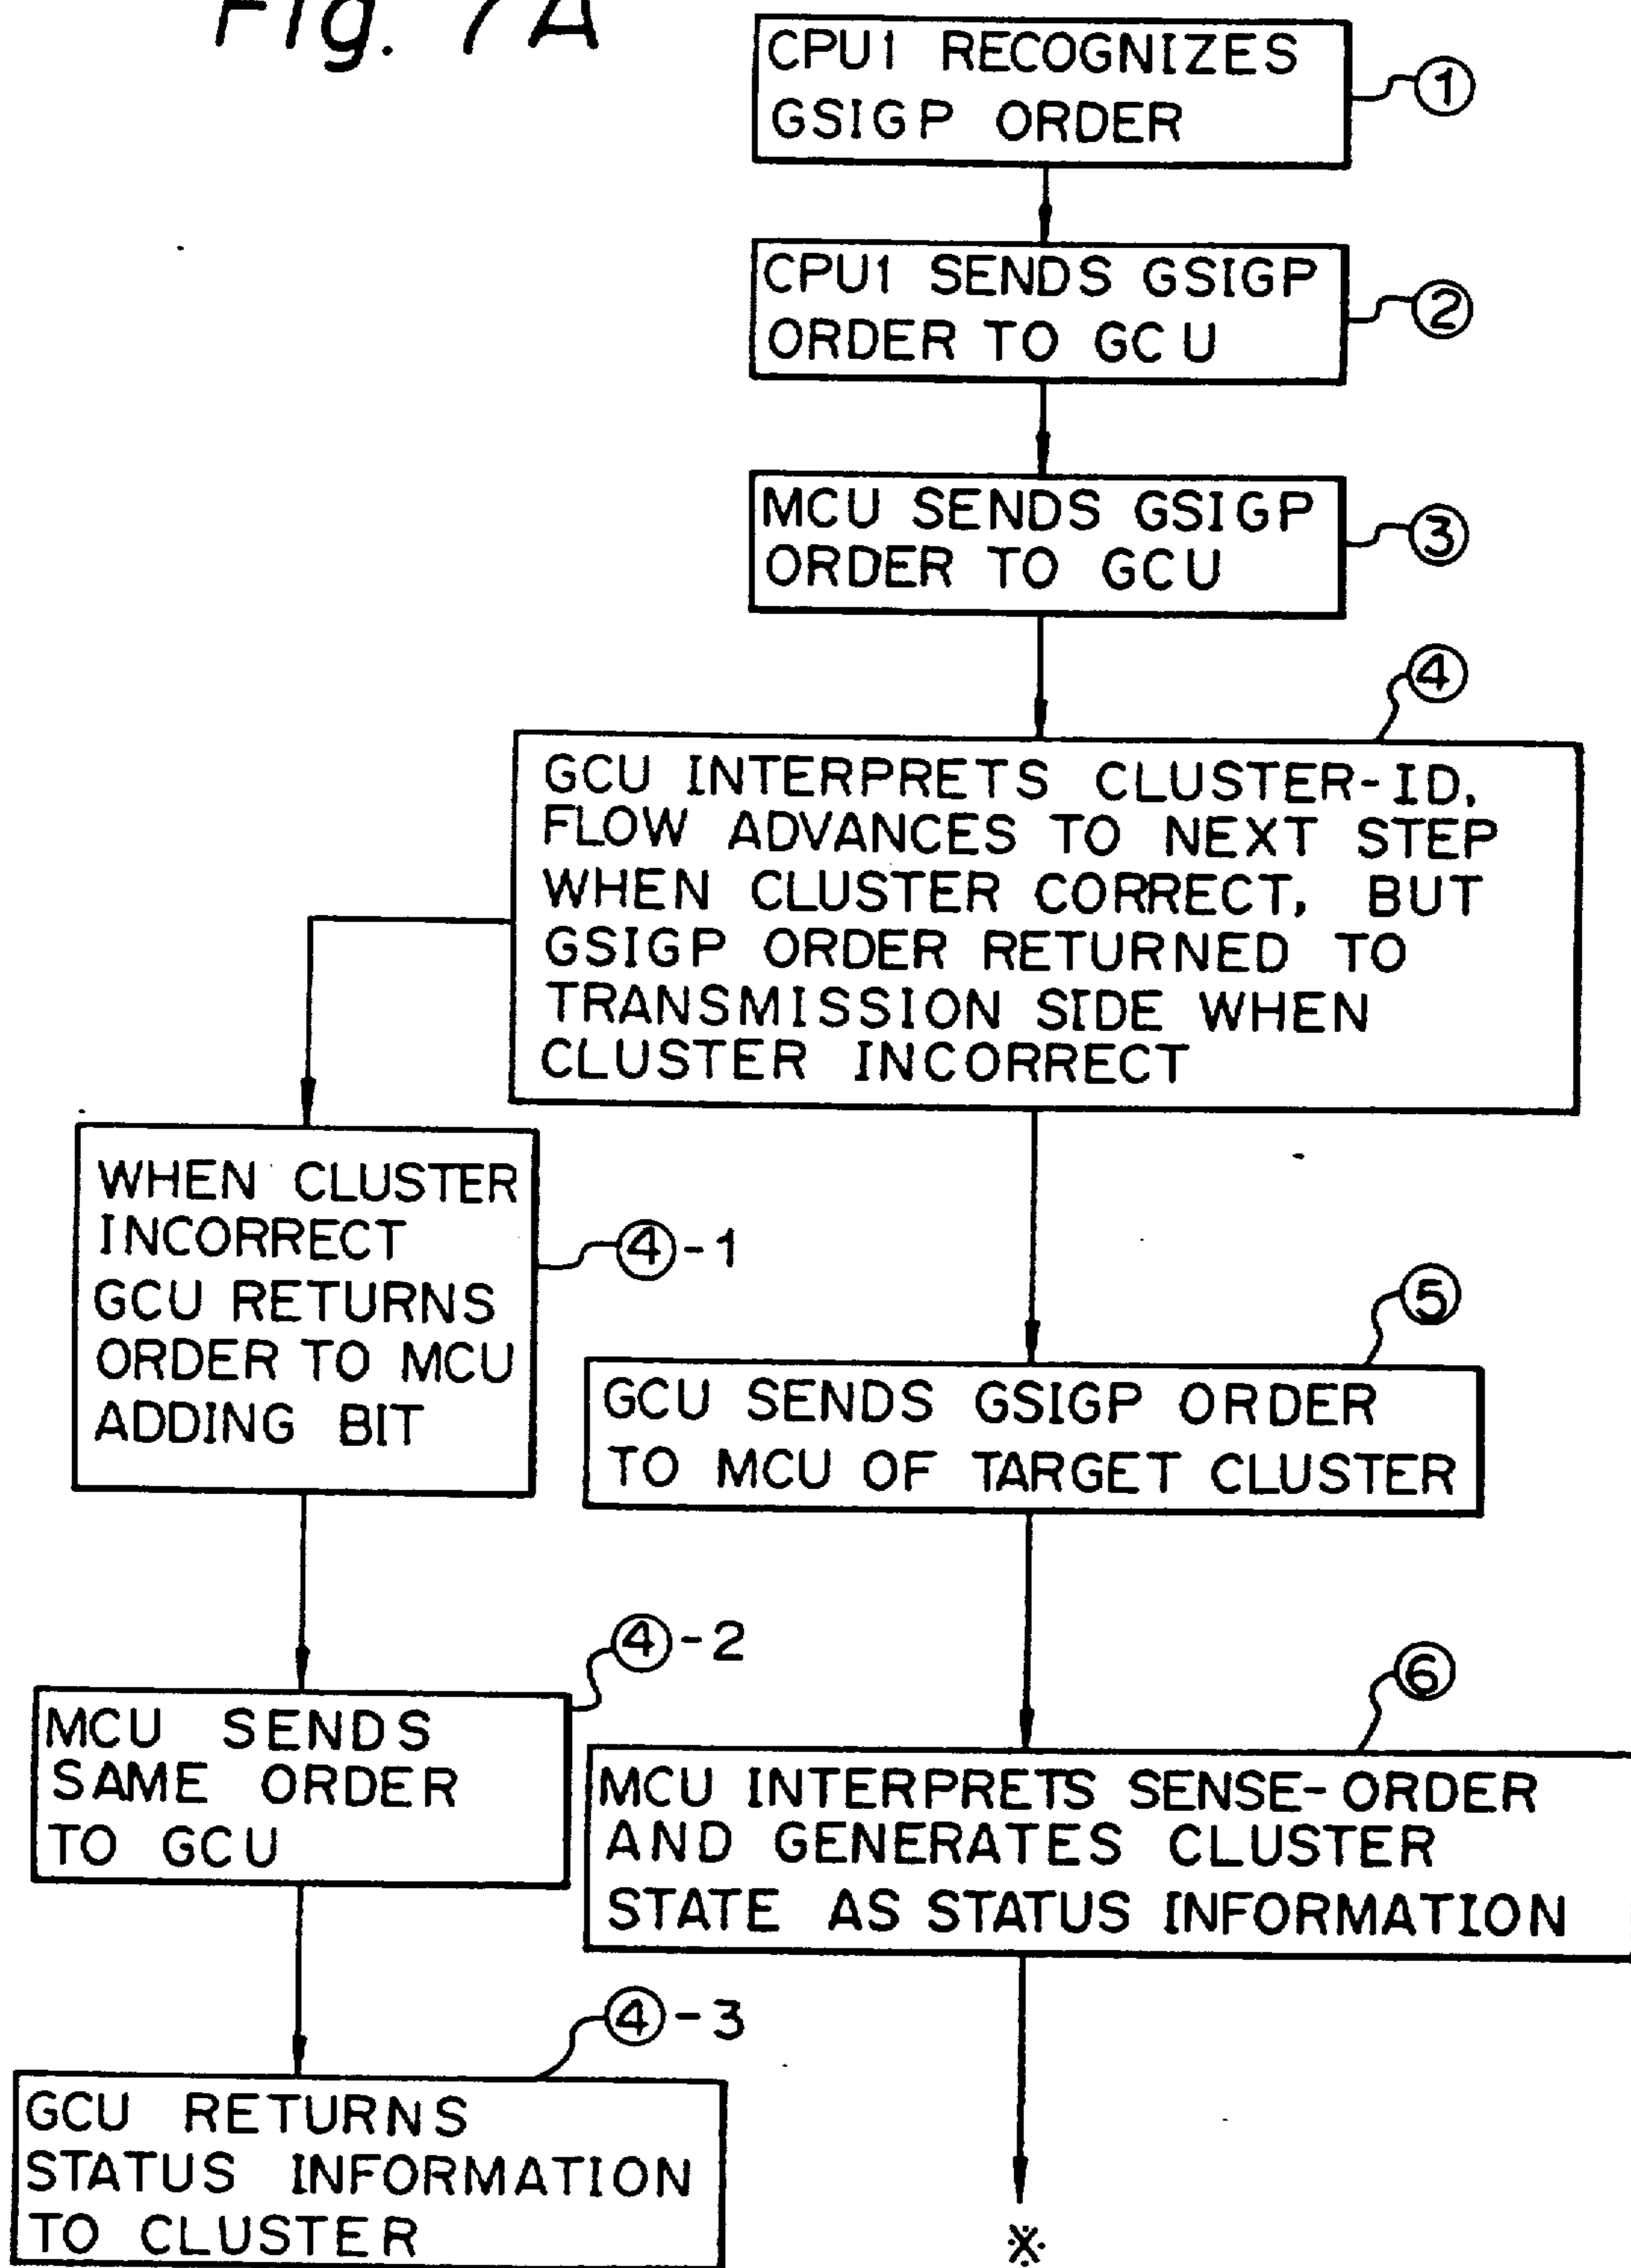 Fig. 7A
CPU1 RECOGNIZES
GSIGP ORDER
①
CPU1 SENDS GSIGP
ORDER TO GCU
②
MCU SENDS GSIGP
ORDER TO GCU
③
④
GCU INTERPRETS CLUSTER-ID.
FLOW ADVANCES TO NEXT STEP
WHEN CLUSTER CORRECT, BUT
GSIGP ORDER RETURNED TO
TRANSMISSION SIDE WHEN
CLUSTER INCORRECT
WHEN CLUSTER
INCORRECT
GCU RETURNS
ORDER TO MCU
ADDING BIT
④-1
⑤
GCU SENDS GSIGP ORDER
TO MCU OF TARGET CLUSTER
④-2
MCU SENDS
SAME ORDER
TO GCU
⑥
MCU INTERPRETS SENSE-ORDER
AND GENERATES CLUSTER
STATE AS STATUS INFORMATION
④-3
GCU RETURNS
STATUS INFORMATION
TO CLUSTER
※